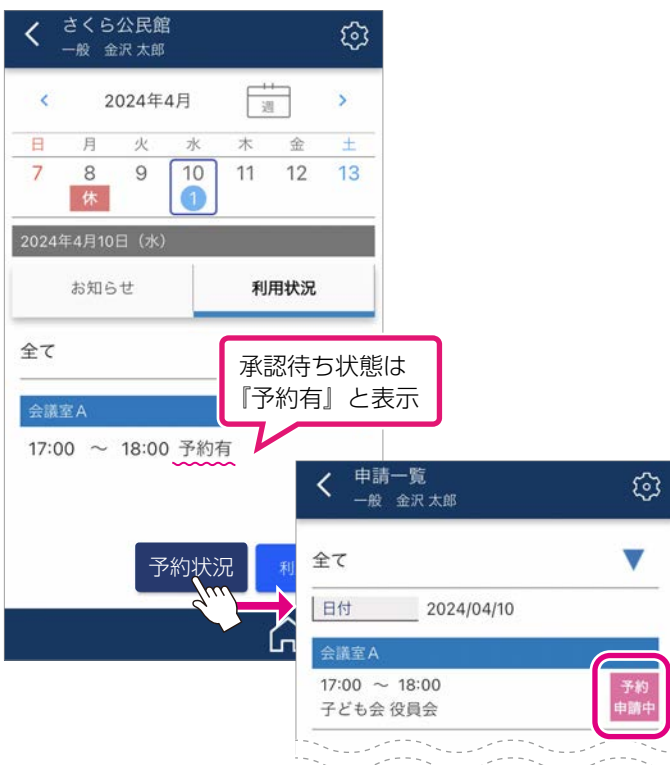 さくら公民館
一般 金沢 太郎
2024年4月
週
日 月 火 水 木 金 土
7 8 9 10 11 12 13
休 1
2024年4月10日（水）
お知らせ 利用状況
全て
承認待ち状態は
『予約有』と表示
会議室A
17:00 ～ 18:00 予約有
予約状況 利
申請一覧
一般 金沢 太郎
全て
日付 2024/04/10
会議室A
17:00 ～ 18:00
子ども会 役員会
予約
申請中